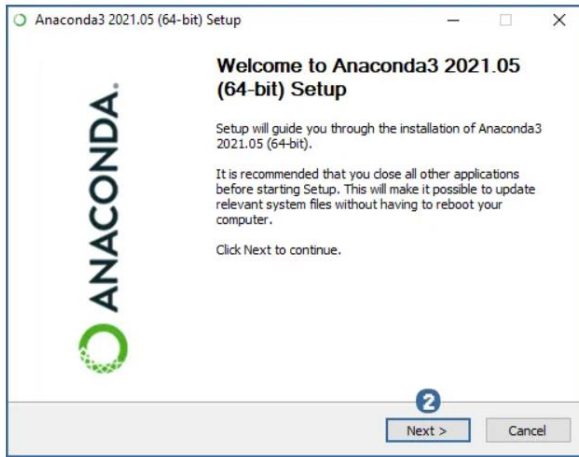 Anaconda3 2021.05 (64-bit) Setup
ANACONDA.
Welcome to Anaconda3 2021.05
(64-bit) Setup
Setup will guide you through the installation of Anaconda3
2021.05 (64-bit).
It is recommended that you close all other applications
before starting Setup. This will make it possible to update
relevant system files without having to reboot your
computer.
Click Next to continue.
2
Next >
Cancel